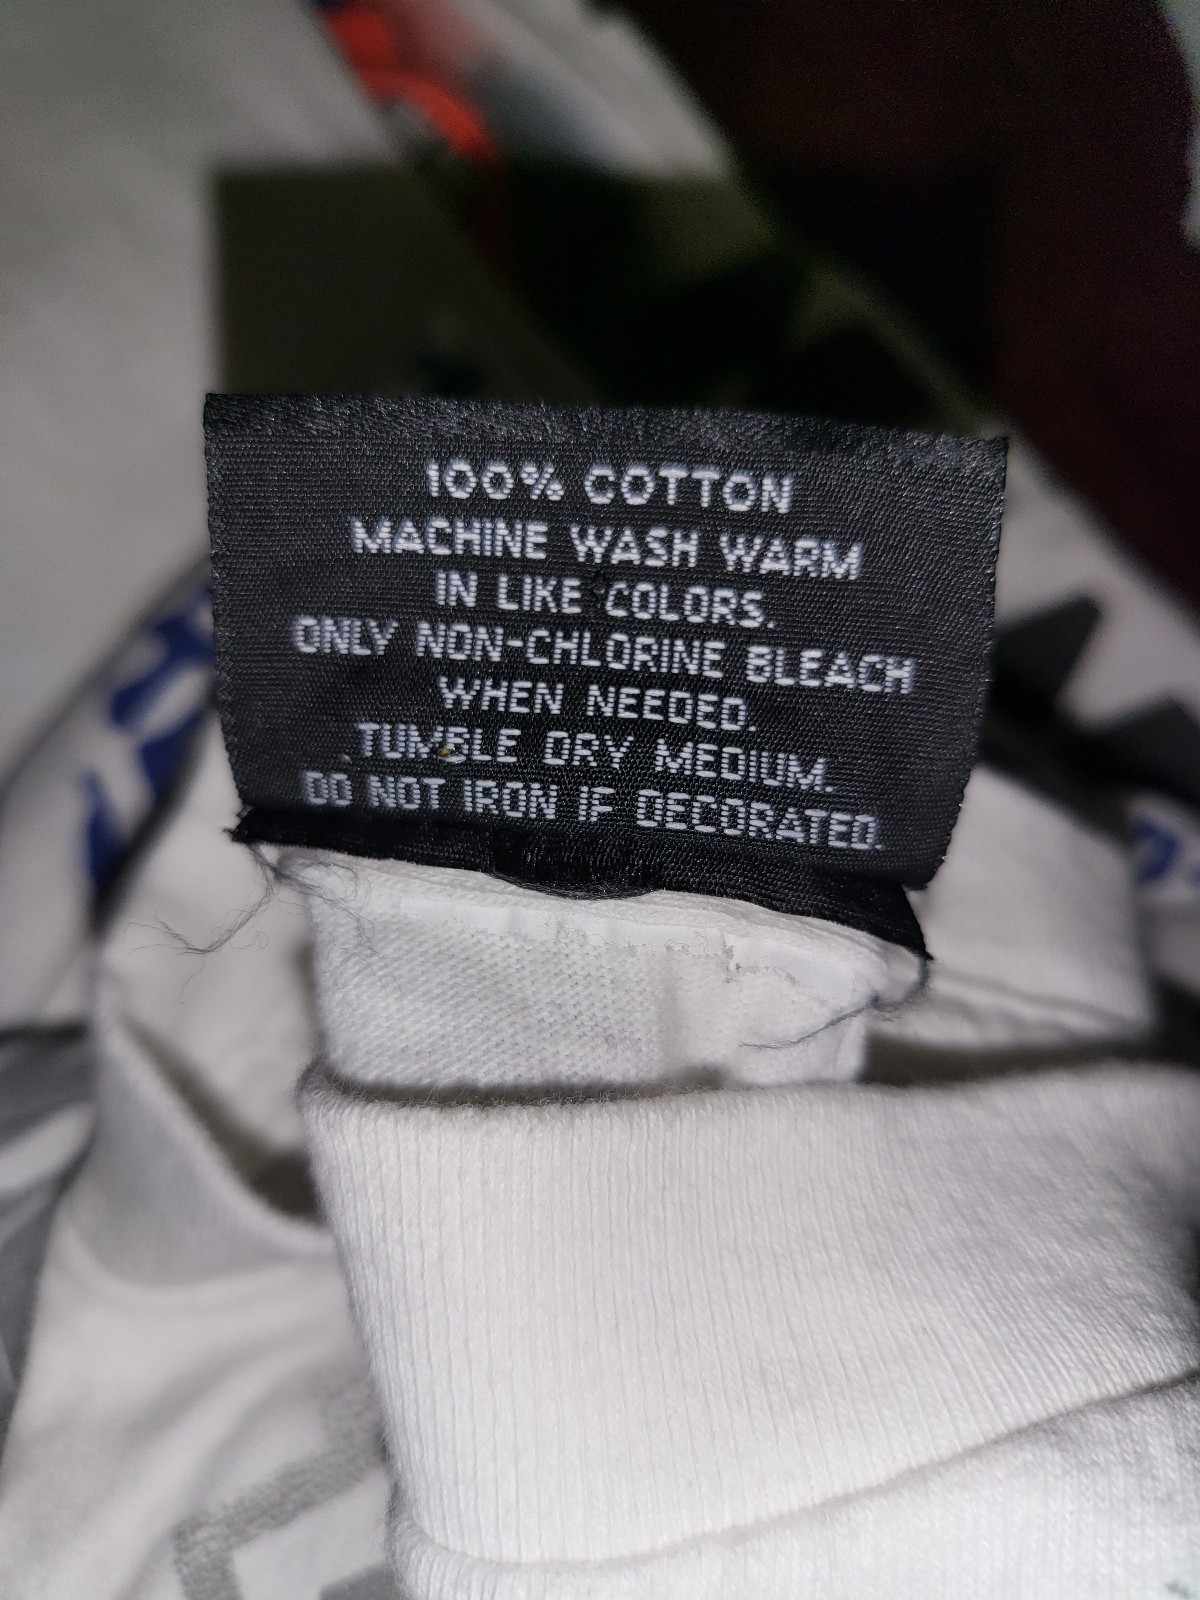 100% COTTON
MACHINE WASH WARM
IN LIKE COLORS.
ONLY NON-CHLORINE BLEACH
WHEN NEEDED.
TUMBLE DRY MEDIUM.
DO NOT IRON IF DECORATED.